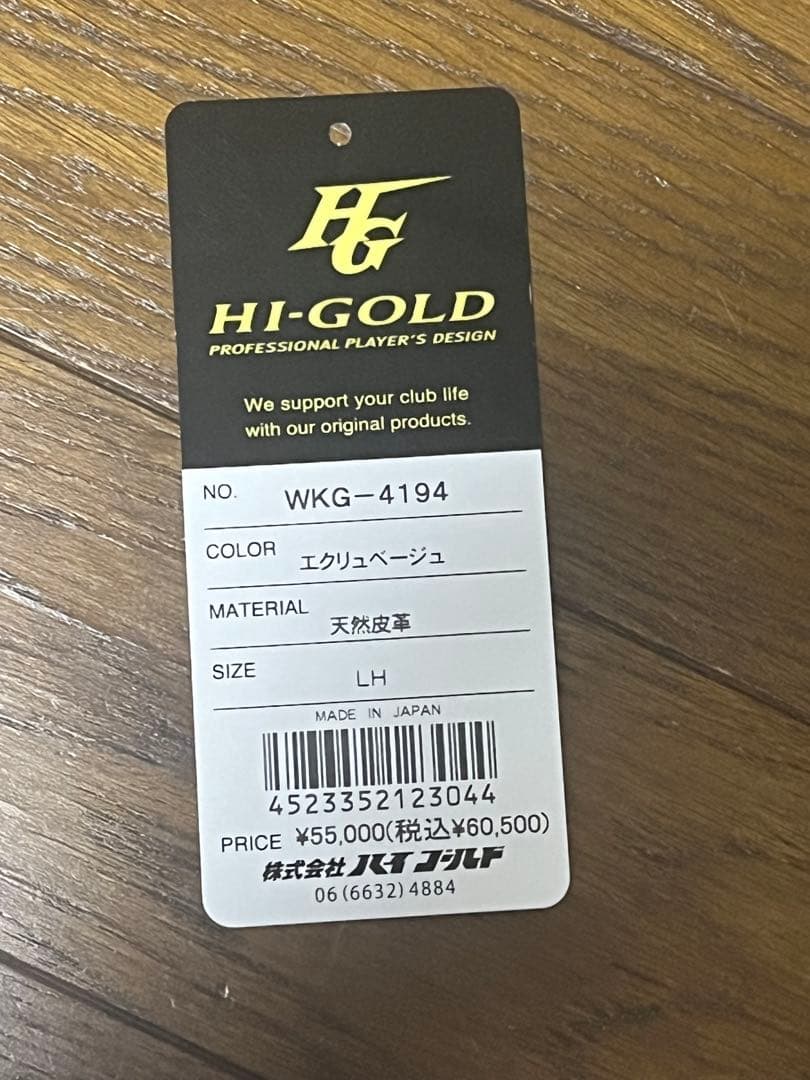 HG
HI-GOLD
PROFESSIONAL PLAYER'S DESIGN
We support your club life
with our original products.
NO. WKG-4194
COLOR エクリュベージュ
MATERIAL 天然皮革
SIZE LH
MADE IN JAPAN
4523352123044
PRICE ¥55,000(税込¥60,500)
株式会社ハイゴールド
06(6632)4884